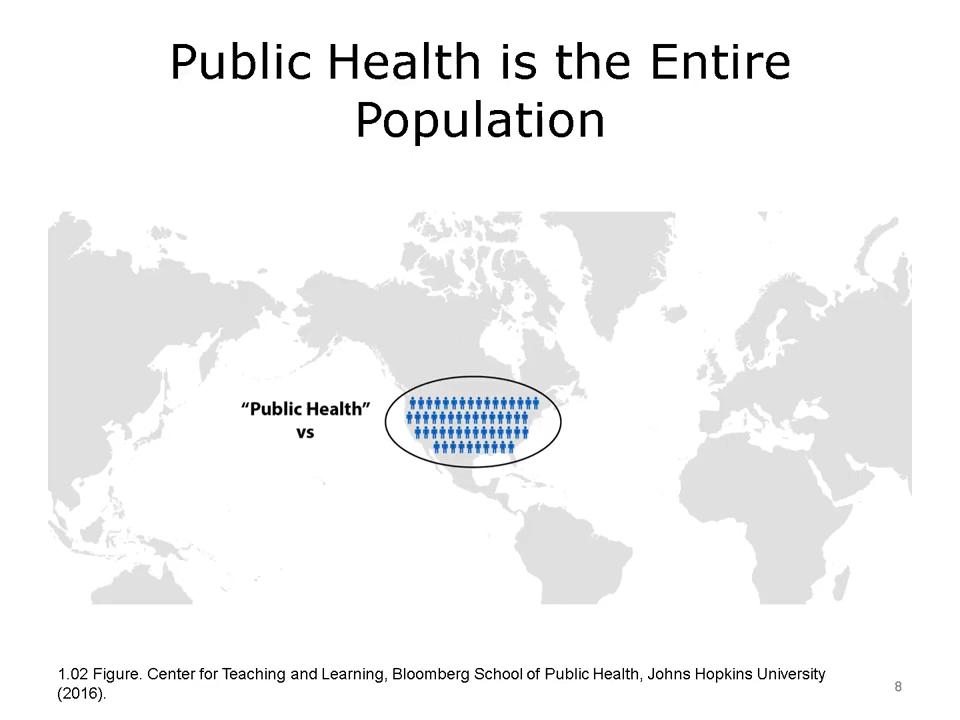 Public Health is the Entire
Population
“Public Health”
vs
1.02 Figure. Center for Teaching and Learning, Bloomberg School of Public Health, Johns Hopkins University
(2016).
8